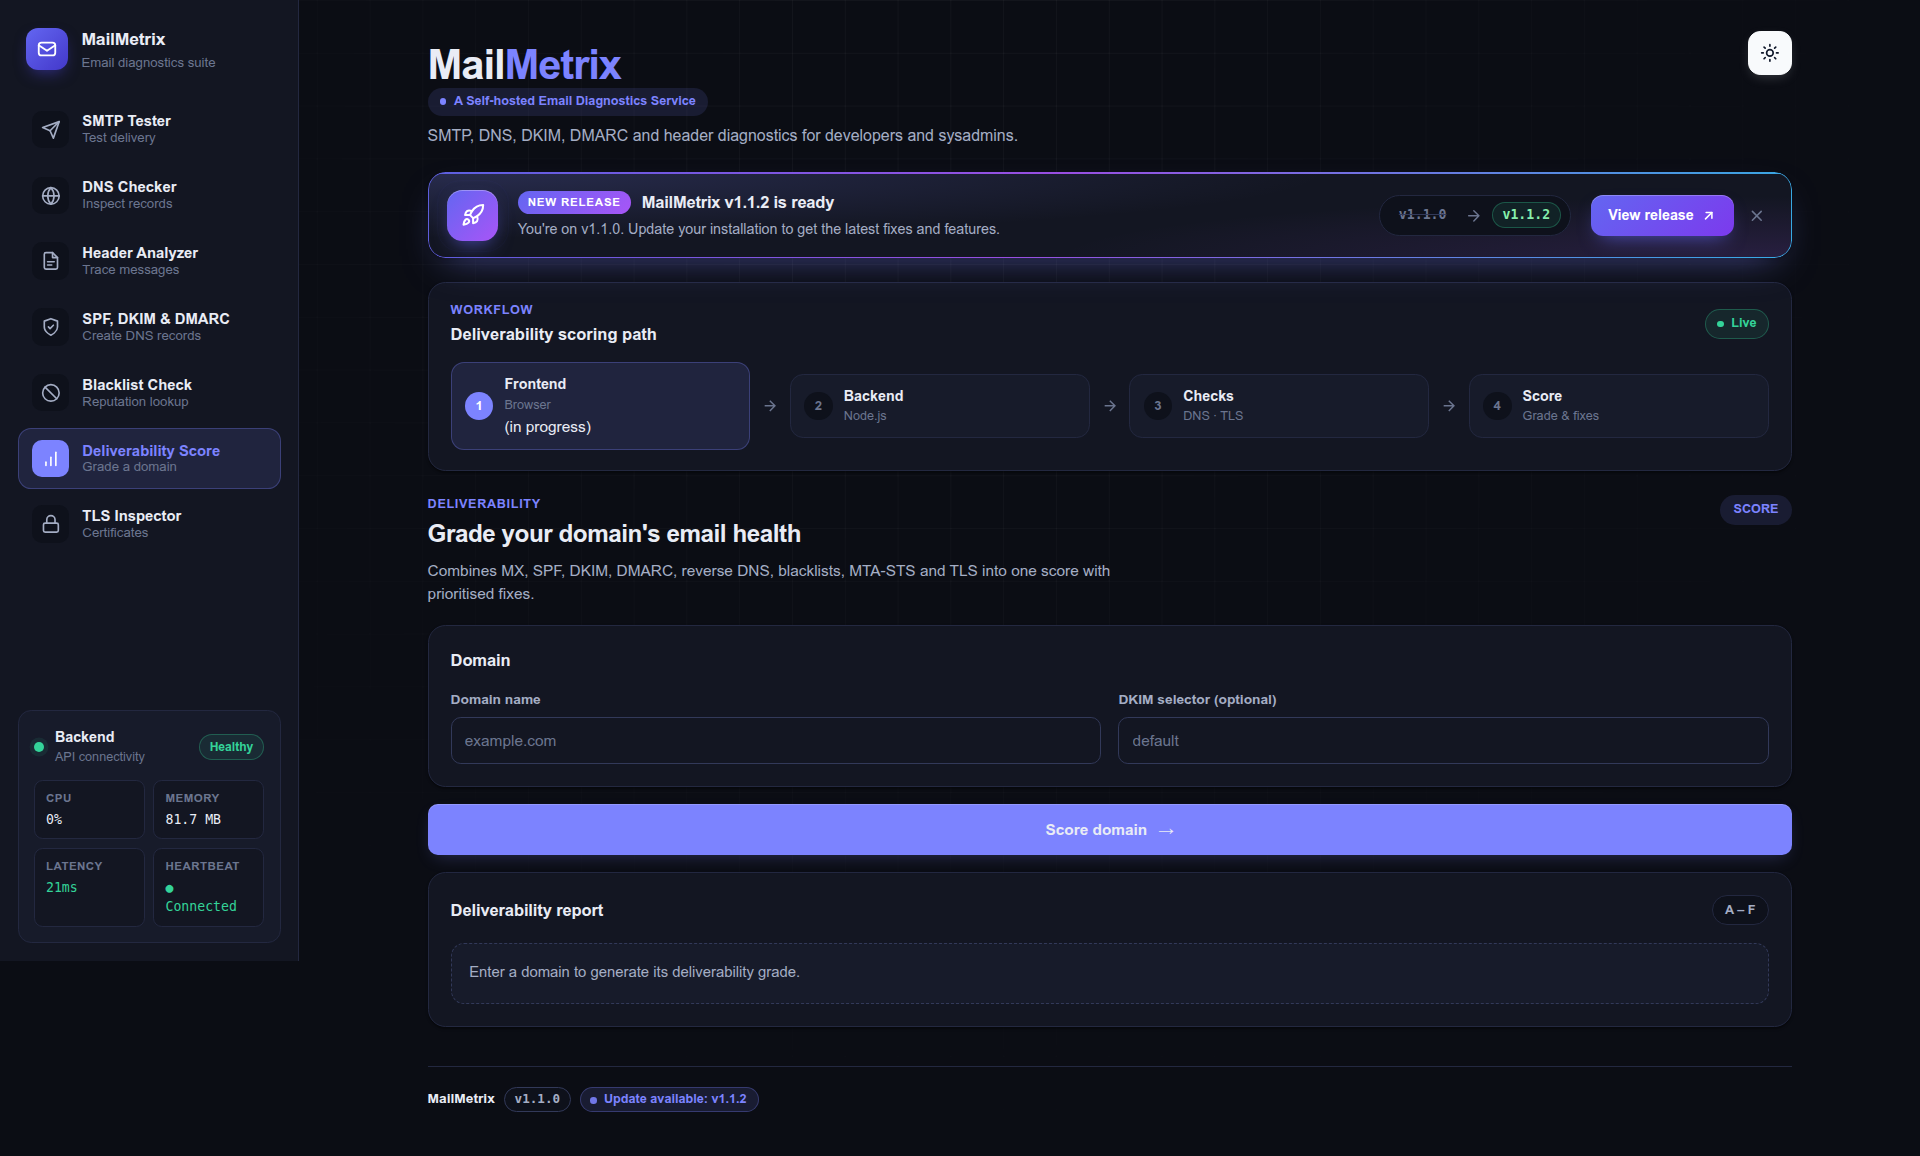 MailMetrix
Email diagnostics suite
SMTP Tester
Test delivery
DNS Checker
Inspect records
Header Analyzer
Trace messages
SPF, DKIM & DMARC
Create DNS records
Blacklist Check
Reputation lookup
Deliverability Score
Grade a domain
TLS Inspector
Certificates
Backend
API connectivity
Healthy
CPU
0%
MEMORY
81.7 MB
LATENCY
21ms
HEARTBEAT
●
Connected
MailMetrix
A Self-hosted Email Diagnostics Service
SMTP, DNS, DKIM, DMARC and header diagnostics for developers and sysadmins.
NEW RELEASE MailMetrix v1.1.2 is ready
You're on v1.1.0. Update your installation to get the latest fixes and features.
v1.1.0 → v1.1.2
View release
WORKFLOW
Deliverability scoring path
Live
1
Frontend
Browser
(in progress)
2
Backend
Node.js
3
Checks
DNS · TLS
4
Score
Grade & fixes
DELIVERABILITY
SCORE
Grade your domain's email health
Combines MX, SPF, DKIM, DMARC, reverse DNS, blacklists, MTA-STS and TLS into one score with
prioritised fixes.
Domain
Domain name
example.com
DKIM selector (optional)
default
Score domain →
Deliverability report
A – F
Enter a domain to generate its deliverability grade.
MailMetrix v1.1.0 Update available: v1.1.2